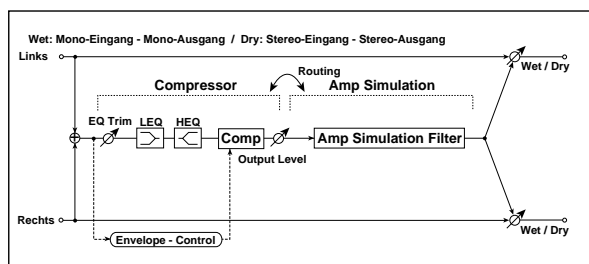 Wet: Mono-Eingang - Mono-Ausgang / Dry: Stereo-Eingang - Stereo-Ausgang
Links
Wet / Dry
Routing
Compressor
Amp Simulation
EQ Trim
LEQ
HEQ
Comp
Output Level
Amp Simulation Filter
Rechts
Wet / Dry
Envelope - Control